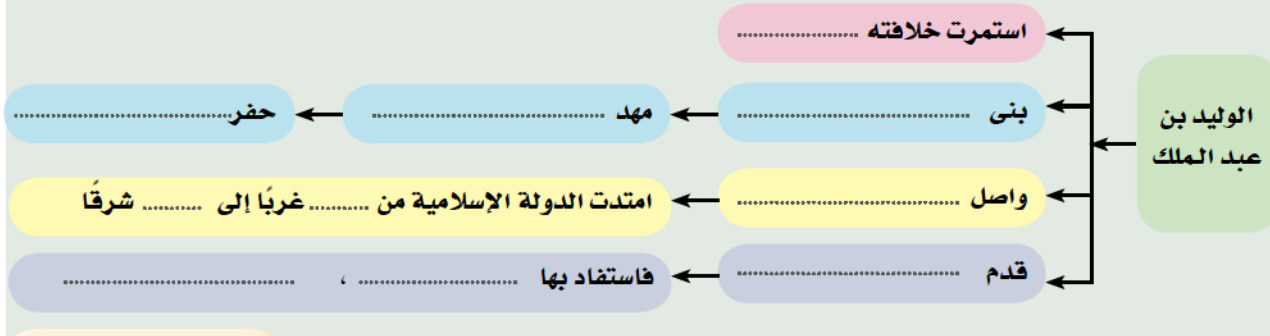 الوليد بن
عبد الملك
استمرت خلافته ....................
بنى ....................
مهد ....................
حفر....................
واصل ....................
امتدت الدولة الإسلامية من ..........غربًا إلى .......... شرقًا
قدم ....................
فاستفاد بها .................... ، ....................